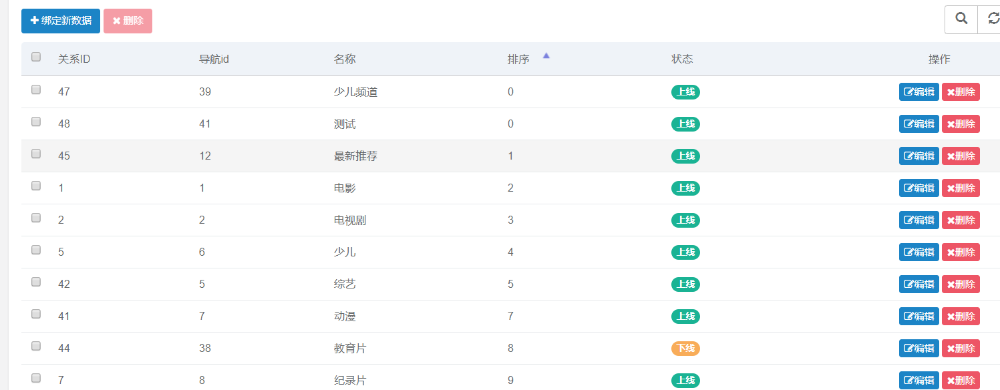 绑定新数据 删除
关系ID 导航id 名称 排序 状态 操作
47 39 少儿频道 0 上线 编辑 删除
48 41 测试 0 上线 编辑 删除
45 12 最新推荐 1 上线 编辑 删除
1 1 电影 2 上线 编辑 删除
2 2 电视剧 3 上线 编辑 删除
5 6 少儿 4 上线 编辑 删除
42 5 综艺 5 上线 编辑 删除
41 7 动漫 7 上线 编辑 删除
44 38 教育片 8 下线 编辑 删除
7 8 纪录片 9 上线 编辑 删除